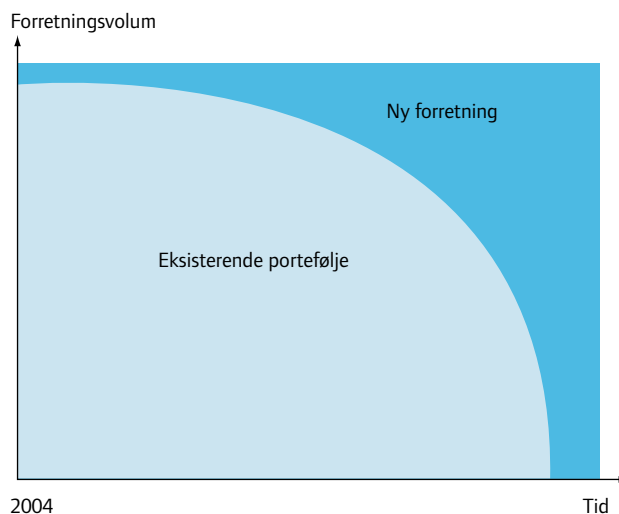 Forretningsvolum
Ny forretning
Eksisterende portefølje
2004
Tid